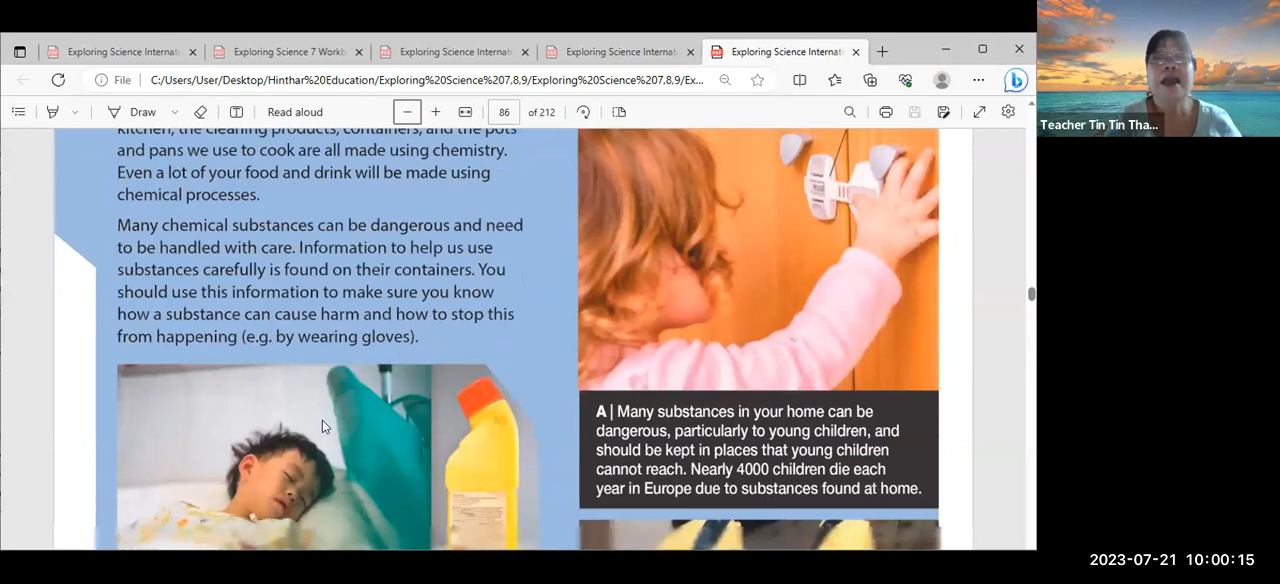 Exploring Science Internat
Exploring Science 7 Workb
Exploring Science Internat
Exploring Science Internat
Exploring Science Internat
File
C:/Users/User/Desktop/Hinthar%20Education/Exploring%20Science%207,8,9/Exploring%20Science%207,8,9/Ex...
Draw
Read aloud
86
of 212
Teacher Tin Tin Tha...
kitchen, the cleaning products, containers, and the pots
and pans we use to cook are all made using chemistry.
Even a lot of your food and drink will be made using
chemical processes.
Many chemical substances can be dangerous and need
to be handled with care. Information to help us use
substances carefully is found on their containers. You
should use this information to make sure you know
how a substance can cause harm and how to stop this
from happening (e.g. by wearing gloves).
A | Many substances in your home can be
dangerous, particularly to young children, and
should be kept in places that young children
cannot reach. Nearly 4000 children die each
year in Europe due to substances found at home.
2023-07-21 10:00:15